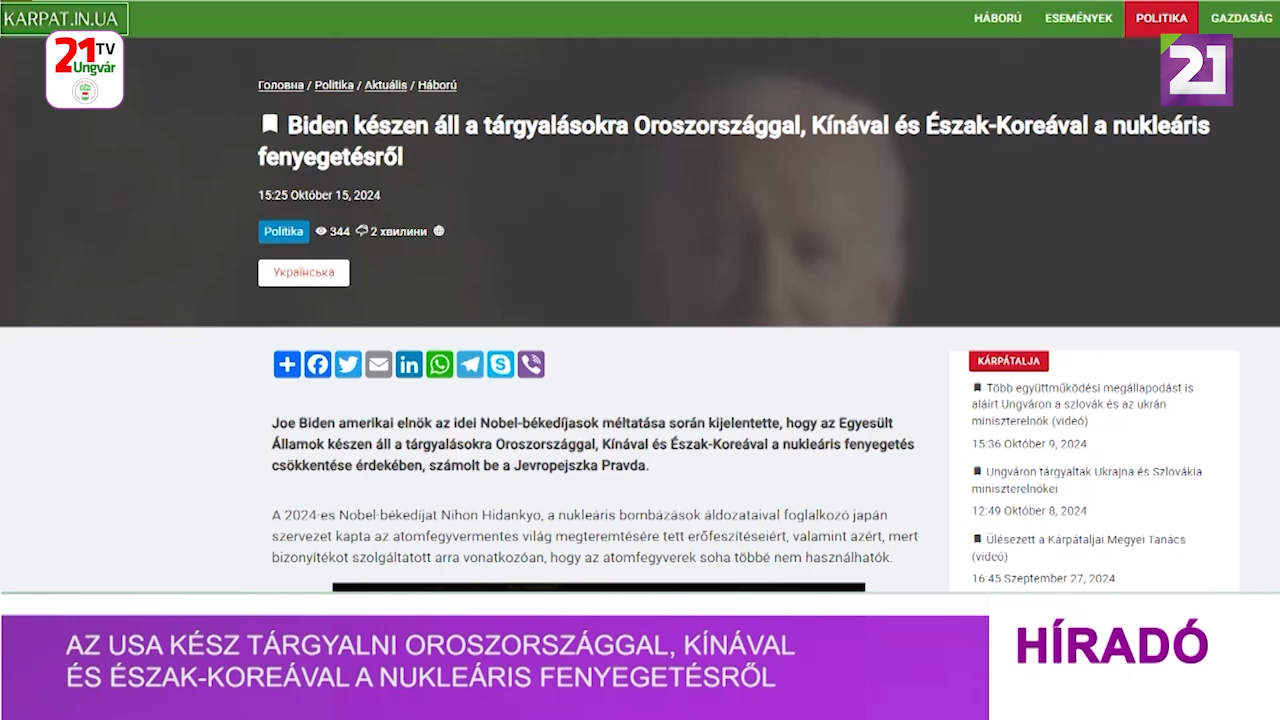 KARPAT.IN.UA
HÁBORÚ ESEMÉNYEK POLITIKA GAZDASÁG
21 TV
Ungvár
21
Головна / Politika / Aktuális / Háború
Biden készen áll a tárgyalásokra Oroszországgal, Kínával és Észak-Koreával a nukleáris
fenyegetésről
15:25 Október 15, 2024
Politika 344 2 хвилини
Українська
Joe Biden amerikai elnök az idei Nobel-békedíjasok méltatása során kijelentette, hogy az Egyesült
Államok készen áll a tárgyalásokra Oroszországgal, Kínával és Észak-Koreával a nukleáris fenyegetés
csökkentése érdekében, számolt be a Jevropejszka Pravda.
A 2024-es Nobel-békedíjat Nihon Hidankyo, a nukleáris bombázások áldozataival foglalkozó japán
szervezet kapta az atomfegyvermentes világ megteremtésére tett erőfeszítéseiért, valamint azért, mert
bizonyítékot szolgáltatott arra vonatkozóan, hogy az atomfegyverek soha többé nem használhatók.
KÁRPÁTALJA
Több együttműködési megállapodást is
aláírt Ungváron a szlovák és az ukrán
miniszterelnök (videó)
15:36 Október 9, 2024
Ungváron tárgyaltak Ukrajna és Szlovákia
miniszterelnökei
12:49 Október 8, 2024
Ülésezett a Kárpátaljai Megyei Tanács
(videó)
16:45 Szeptember 27, 2024
AZ USA KÉSZ TÁRGYALNI OROSZORSZÁGGAL, KÍNÁVAL
ÉS ÉSZAK-KOREÁVAL A NUKLEÁRIS FENYEGETÉSRŐL
HÍRADÓ